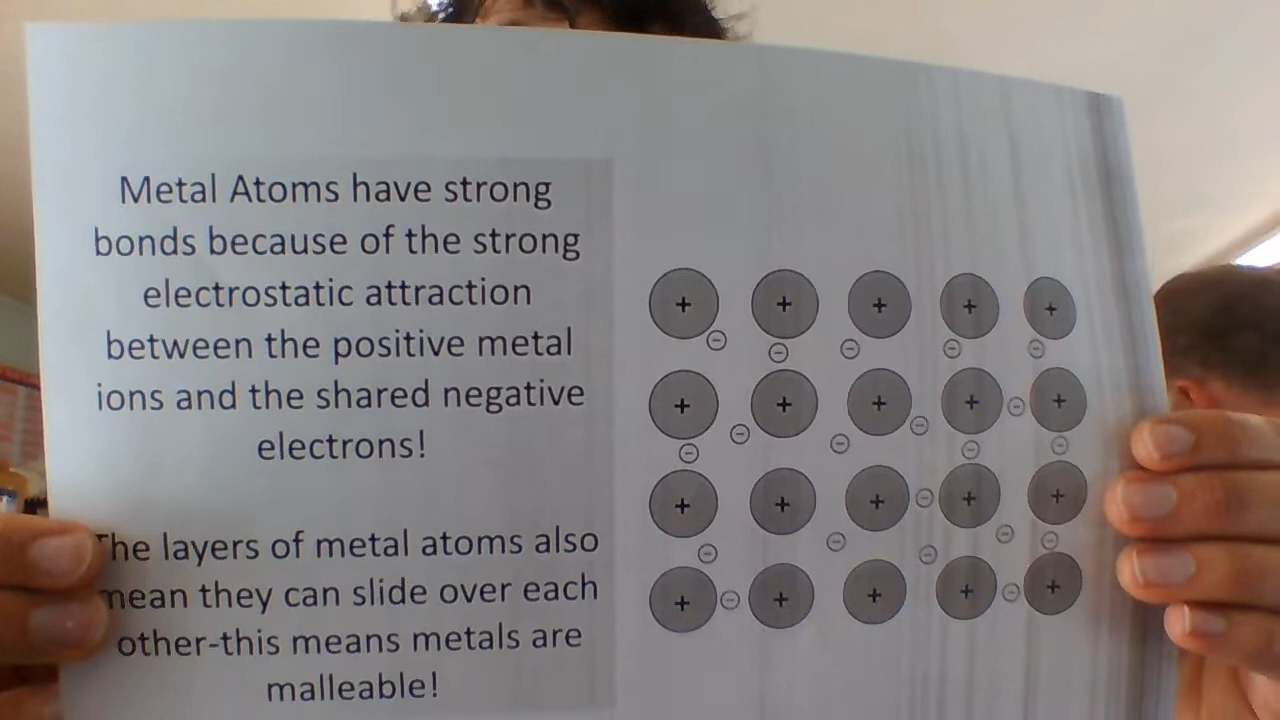 Metal Atoms have strong
bonds because of the strong
electrostatic attraction
between the positive metal
ions and the shared negative
electrons!
The layers of metal atoms also
mean they can slide over each
other-this means metals are
malleable!
+ + + + +
- - - - -
+ + + + +
- - - - - - -
+ + + + +
- - - - - -
+ + + + +
- -